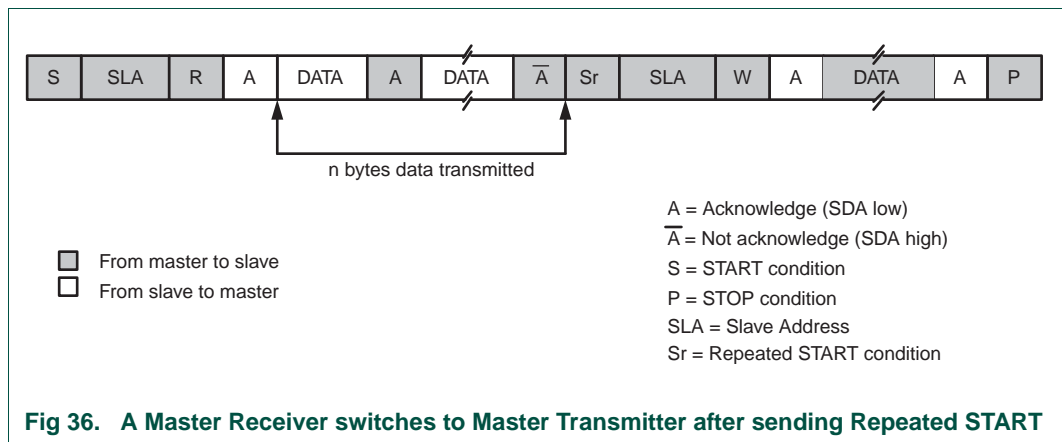 S SLA R A DATA A DATA A̅ Sr SLA W A DATA A P
n bytes data transmitted
From master to slave
From slave to master
A = Acknowledge (SDA low)
A̅ = Not acknowledge (SDA high)
S = START condition
P = STOP condition
SLA = Slave Address
Sr = Repeated START condition
Fig 36. A Master Receiver switches to Master Transmitter after sending Repeated START